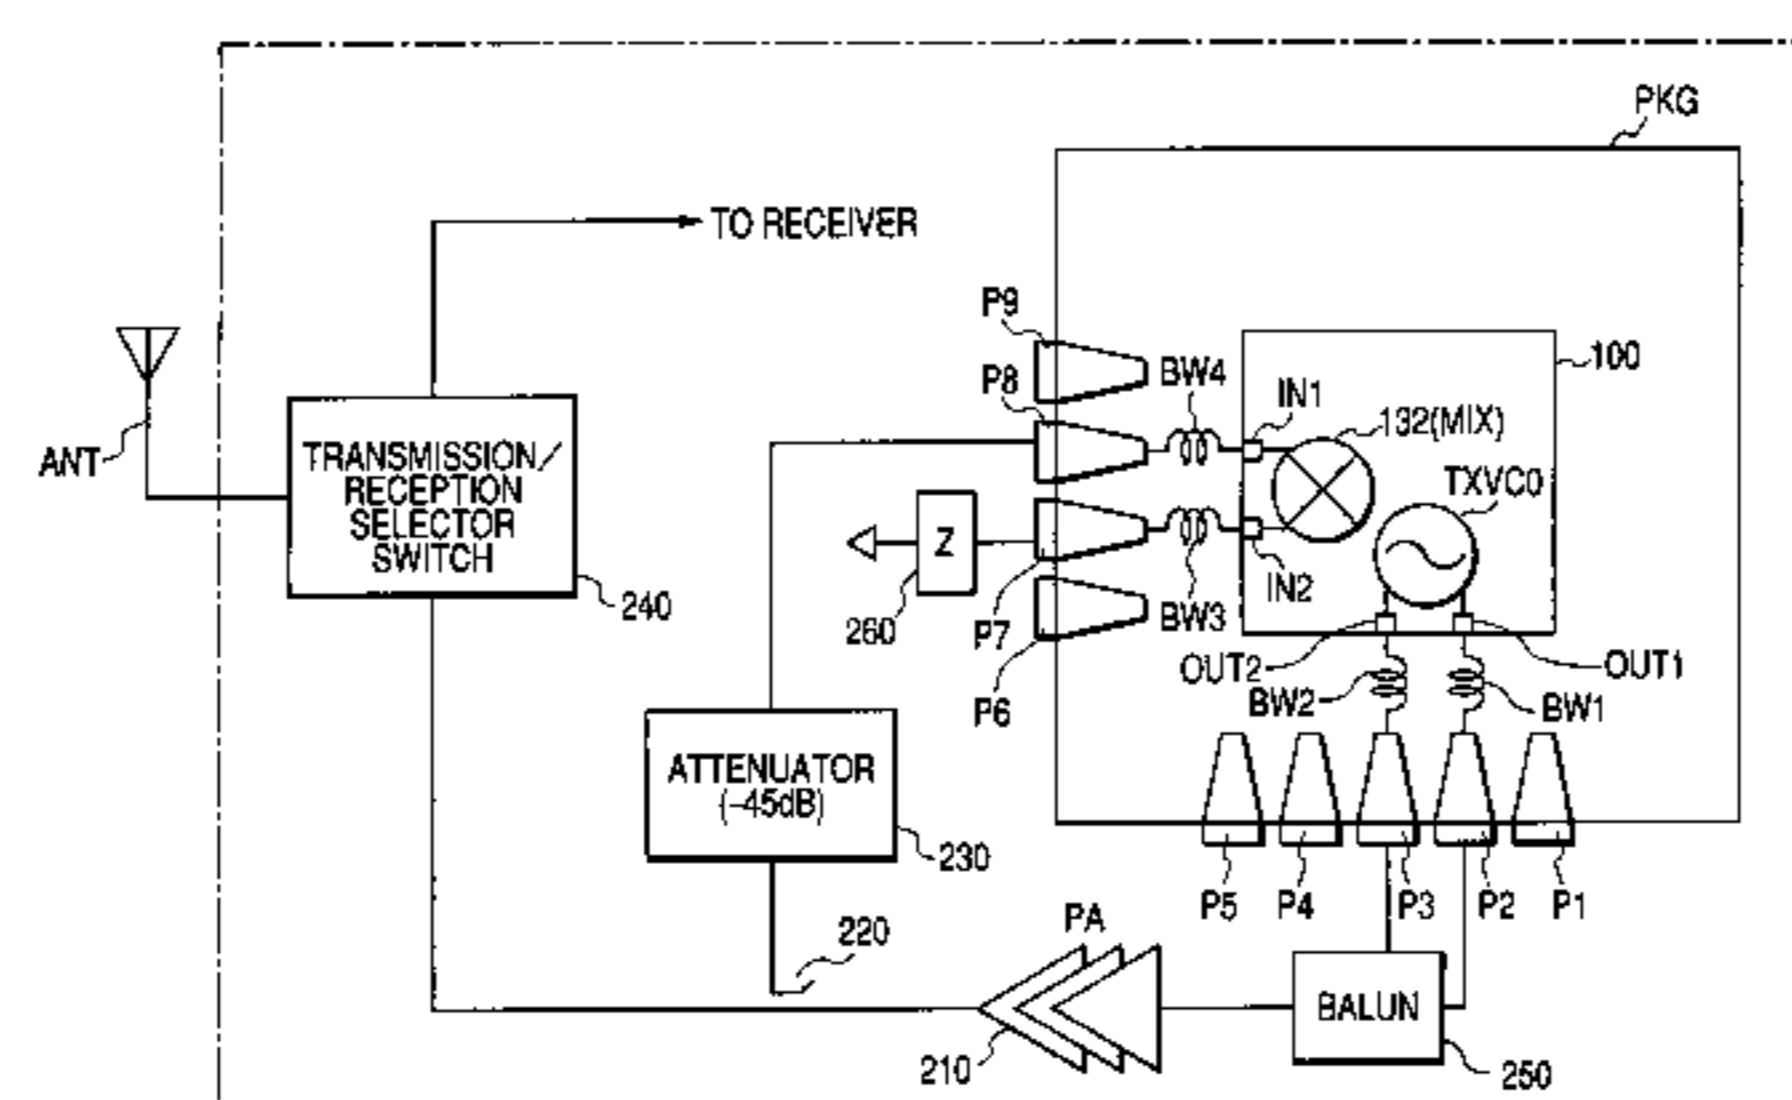 PKG
TO RECEIVER
P9
P8
BW4
IN1
100
132(MIX)
TXVCO
ANT
TRANSMISSION/
RECEPTION
SELECTOR
SWITCH
240
Z
260
P7
BW3
IN2
P6
OUT2
OUT1
BW2
BW1
ATTENUATOR
(-45dB)
230
P5
P4
P3
P2
P1
220
PA
210
BALUN
250